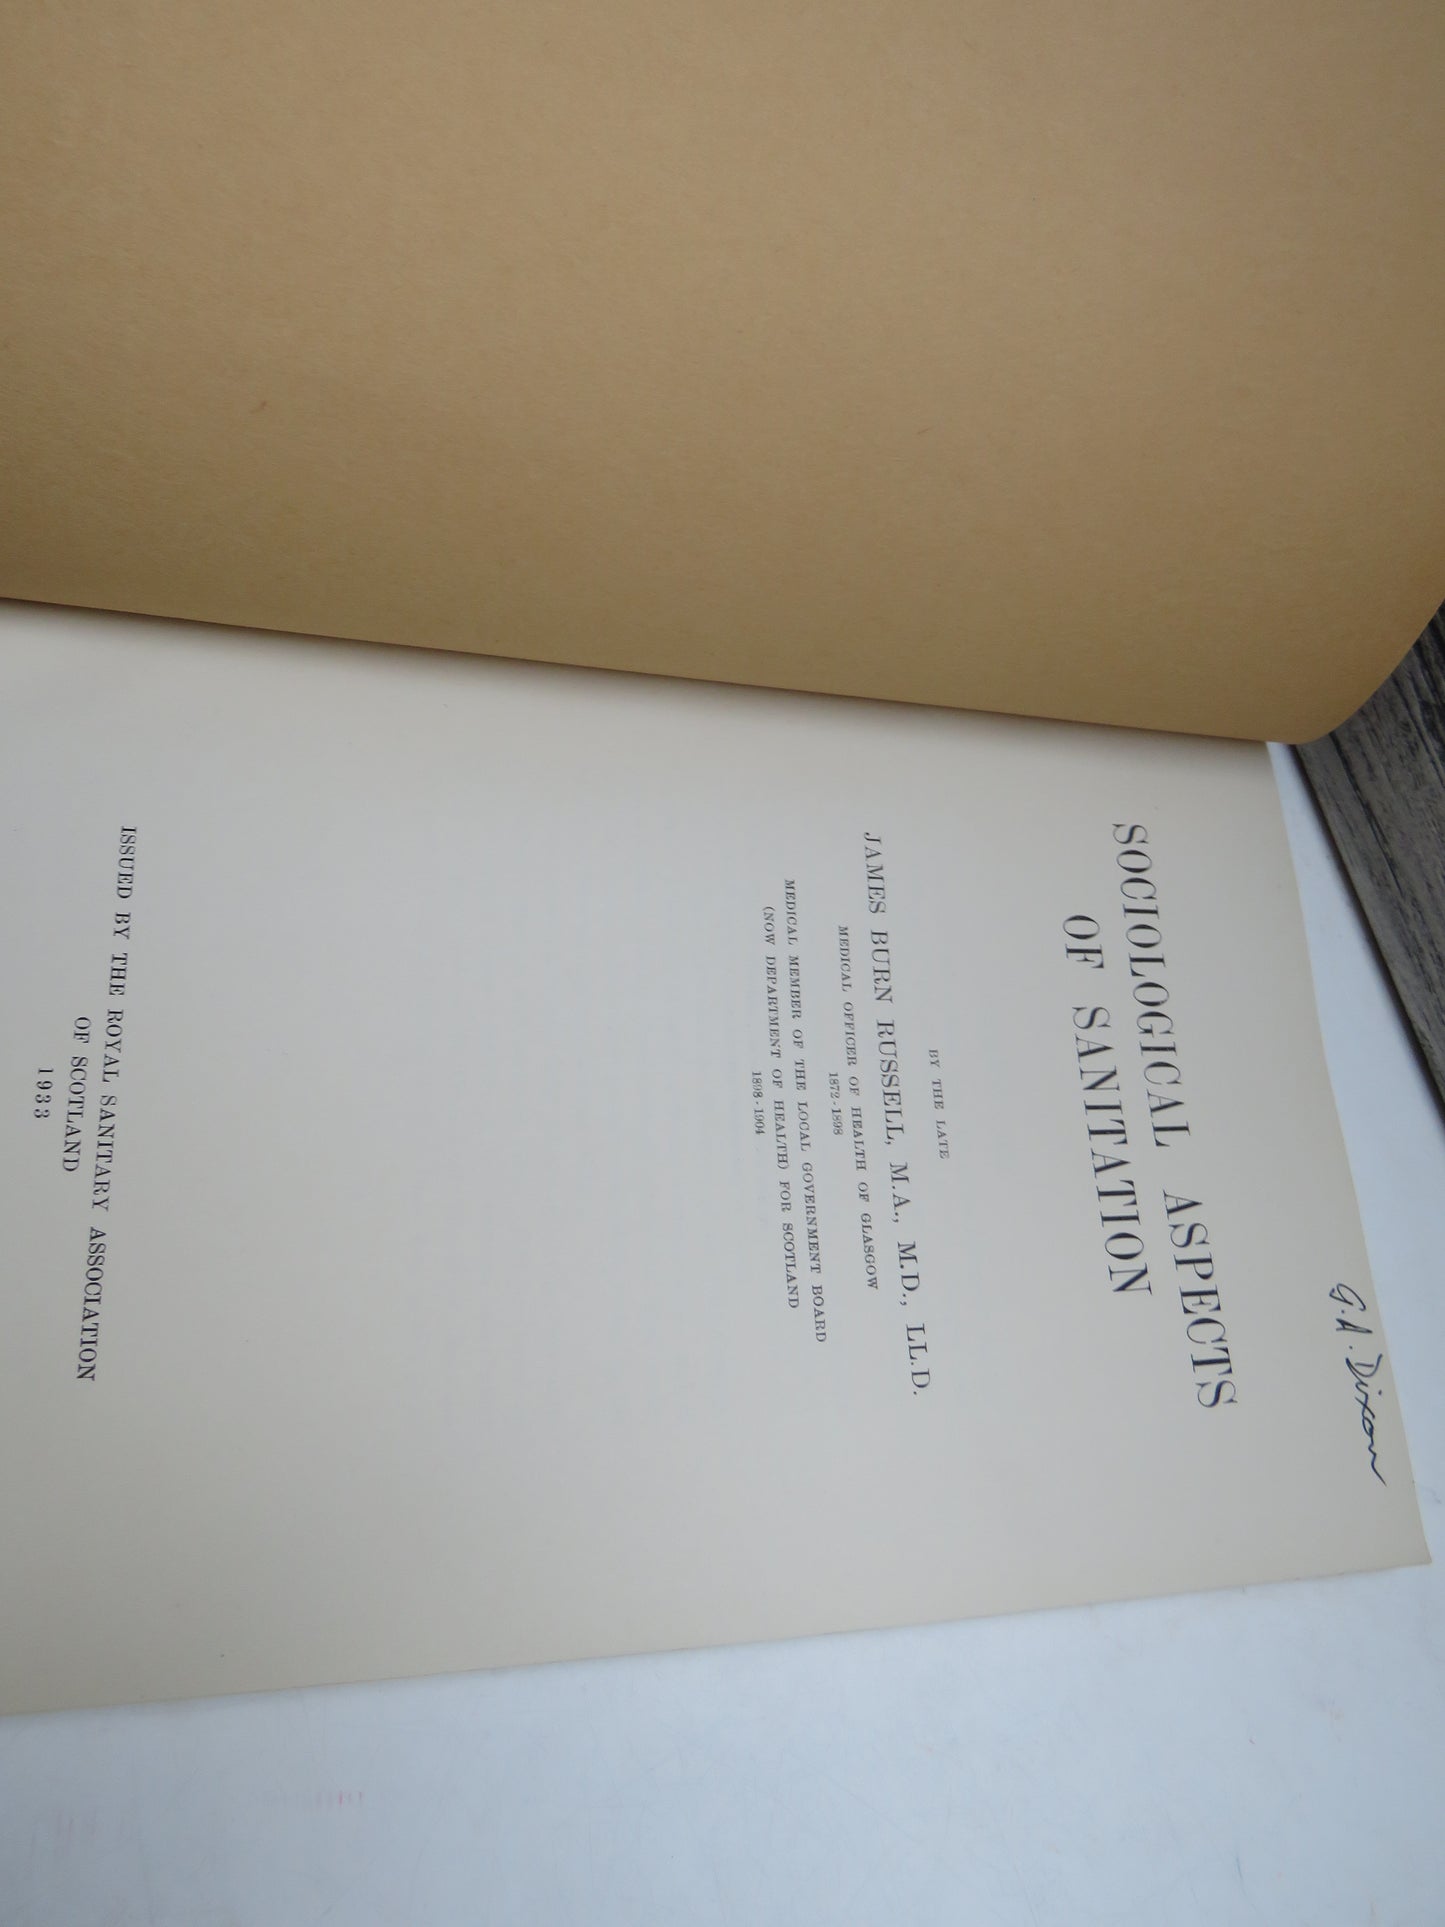 G. A. Dixon
SOCIOLOGICAL ASPECTS
OF SANITATION
BY THE LATE
JAMES BURN RUSSELL, M.A., M.D., LL.D.
MEDICAL OFFICER OF HEALTH OF GLASGOW
1872-1898
MEDICAL MEMBER OF THE LOCAL GOVERNMENT BOARD
(NOW DEPARTMENT OF HEALTH) FOR SCOTLAND
1898-1904
ISSUED BY THE ROYAL SANITARY ASSOCIATION
OF SCOTLAND
1933